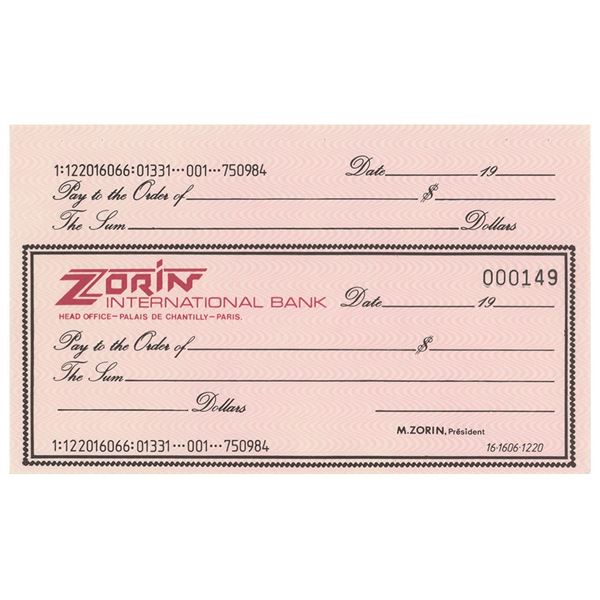 1:122016066:01331···001···750984 Date 19
Pay to the Order of $
The Sum Dollars
ZORIN 000149
INTERNATIONAL BANK Date 19
HEAD OFFICE—PALAIS DE CHANTILLY—PARIS.
Pay to the Order of $
The Sum
Dollars
M. ZORIN, Président
1:122016066:01331···001···750984 16-1606-1220